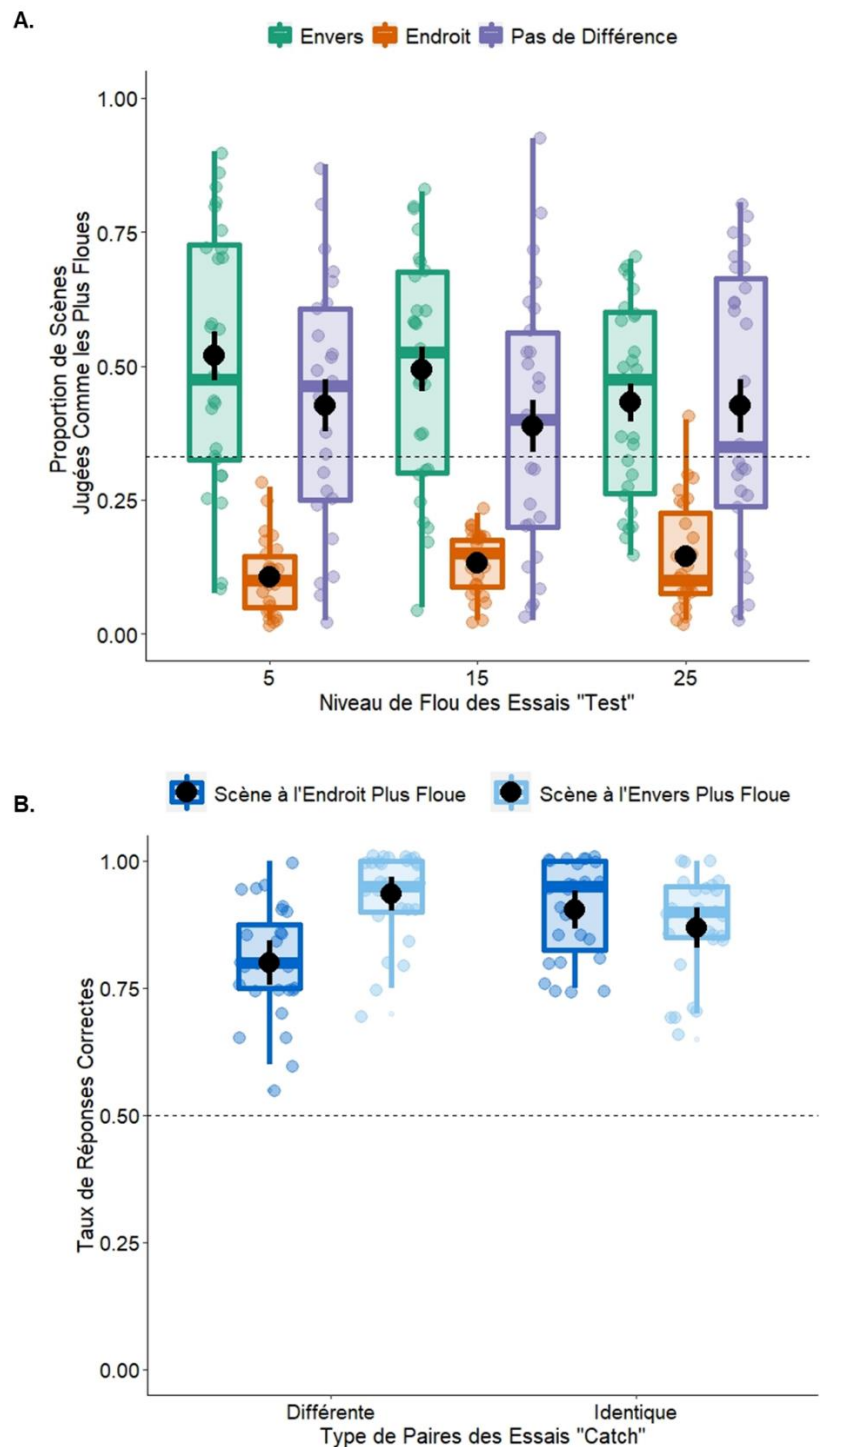 A.
Envers Endroit Pas de Différence
1.00
0.75
0.50
0.25
0.00
Proportion de Scènes
Jugées Comme les Plus Floues
5 15 25
Niveau de Flou des Essais "Test"
B.
Scène à l'Endroit Plus Floue Scène à l'Envers Plus Floue
1.00
0.75
0.50
0.25
0.00
Taux de Réponses Correctes
Différente Identique
Type de Paires des Essais "Catch"